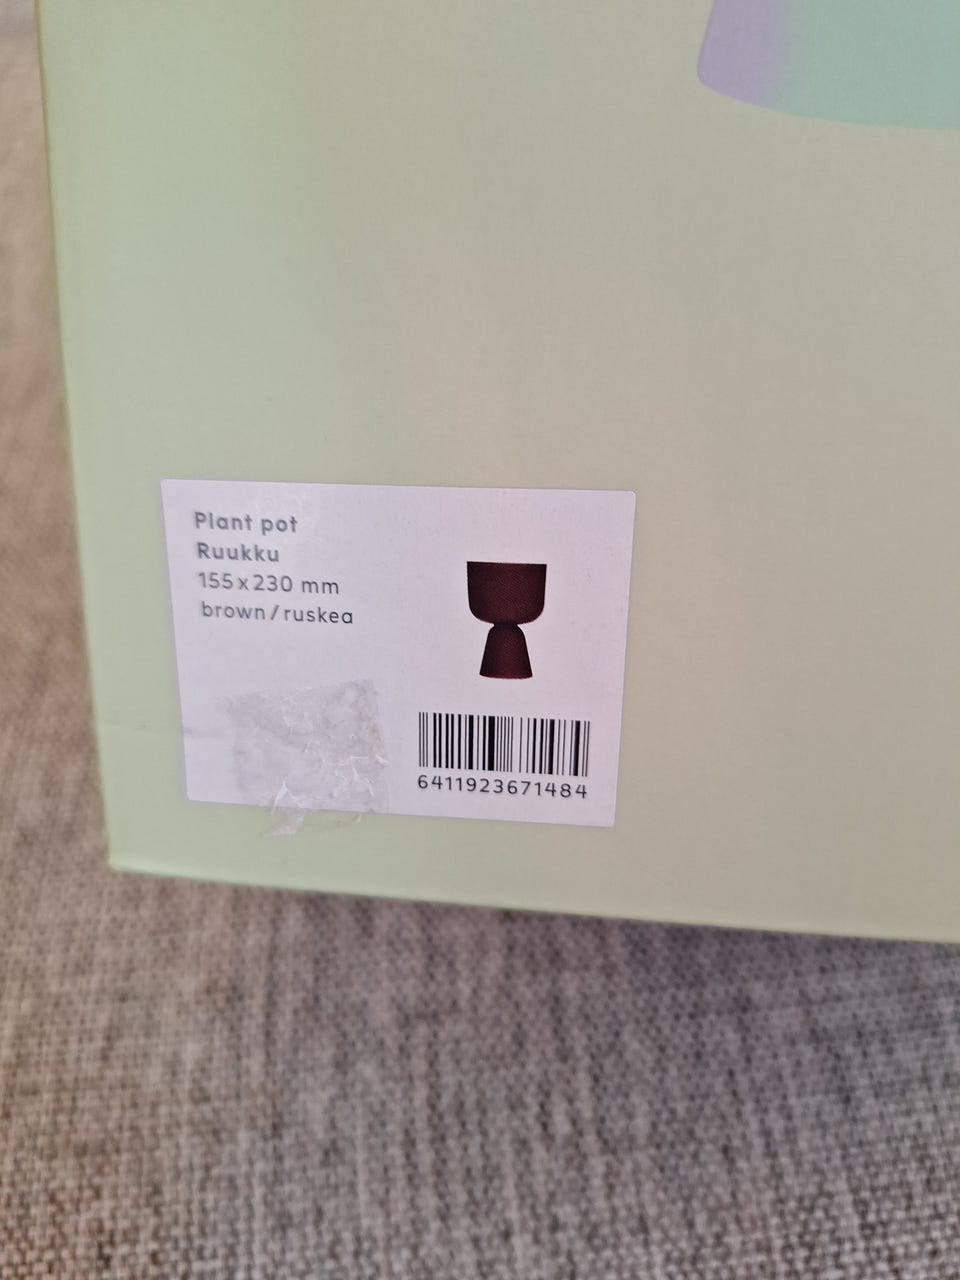 Plant pot
Ruukku
155 x 230 mm
brown / ruskea
6411923671484